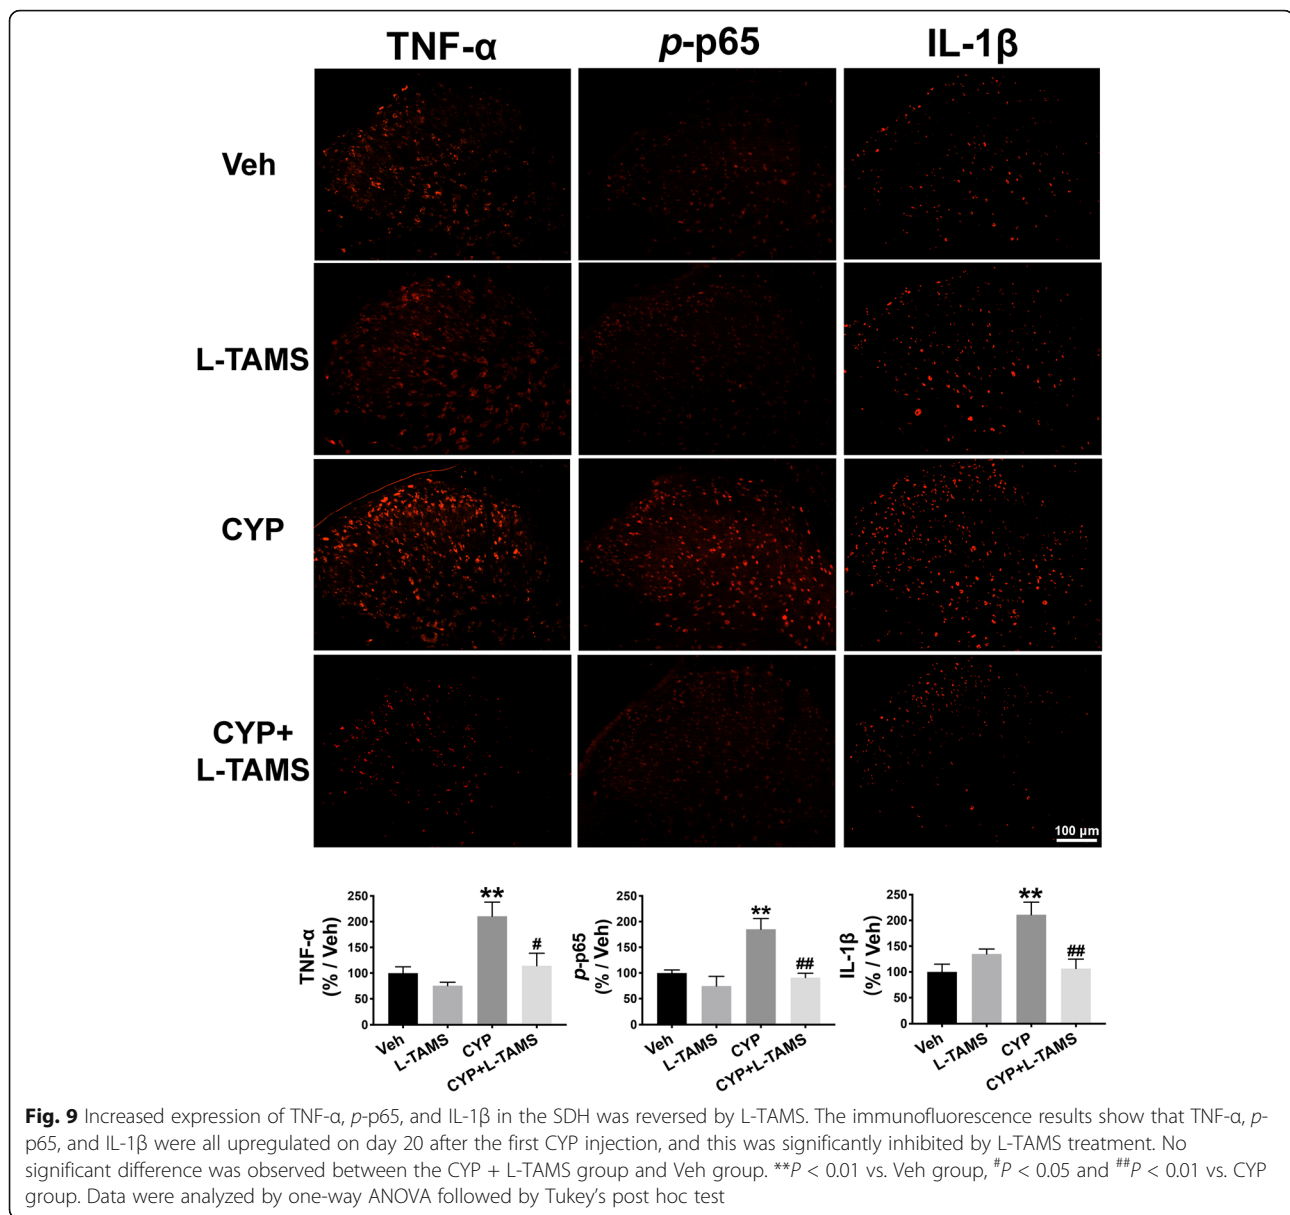 TNF-α p-p65 IL-1β
Veh
L-TAMS
CYP
CYP+
L-TAMS
100 μm
TNF-α
(% / Veh)
250
200
150
100
50
0
**
#
Veh
L-TAMS
CYP
CYP+L-TAMS
p-p65
(% / Veh)
250
200
150
100
50
0
**
##
Veh
L-TAMS
CYP
CYP+L-TAMS
IL-1β
(% / Veh)
250
200
150
100
50
0
**
##
Veh
L-TAMS
CYP
CYP+L-TAMS
Fig. 9 Increased expression of TNF-α, p-p65, and IL-1β in the SDH was reversed by L-TAMS. The immunofluorescence results show that TNF-α, p-
p65, and IL-1β were all upregulated on day 20 after the first CYP injection, and this was significantly inhibited by L-TAMS treatment. No
significant difference was observed between the CYP + L-TAMS group and Veh group. **P < 0.01 vs. Veh group, #P < 0.05 and ##P < 0.01 vs. CYP
group. Data were analyzed by one-way ANOVA followed by Tukey's post hoc test